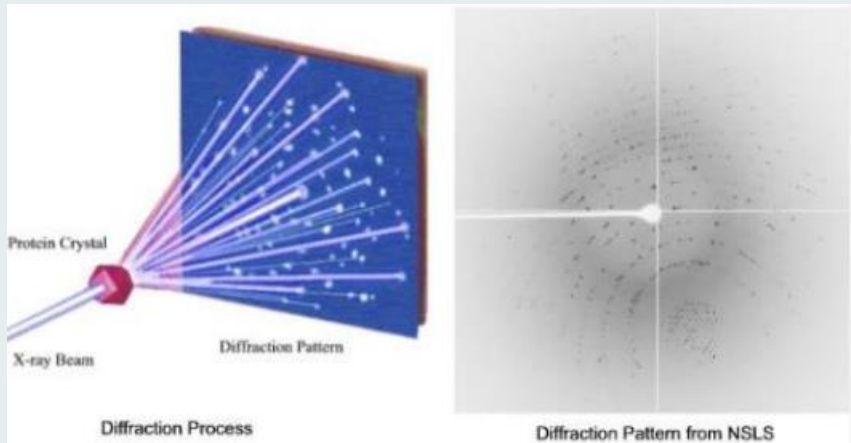 Protein Crystal
X-ray Beam
Diffraction Pattern
Diffraction Process
Diffraction Pattern from NSLS